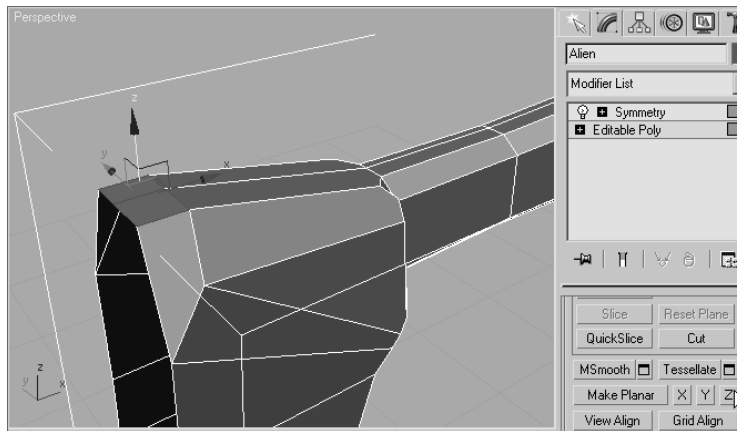 Perspective
Alien
Modifier List
Symmetry
Editable Poly
z
y
x
z
y
x
Slice
Reset Plane
QuickSlice
Cut
MSmooth
Tessellate
Make Planar
X
Y
Z
View Align
Grid Align